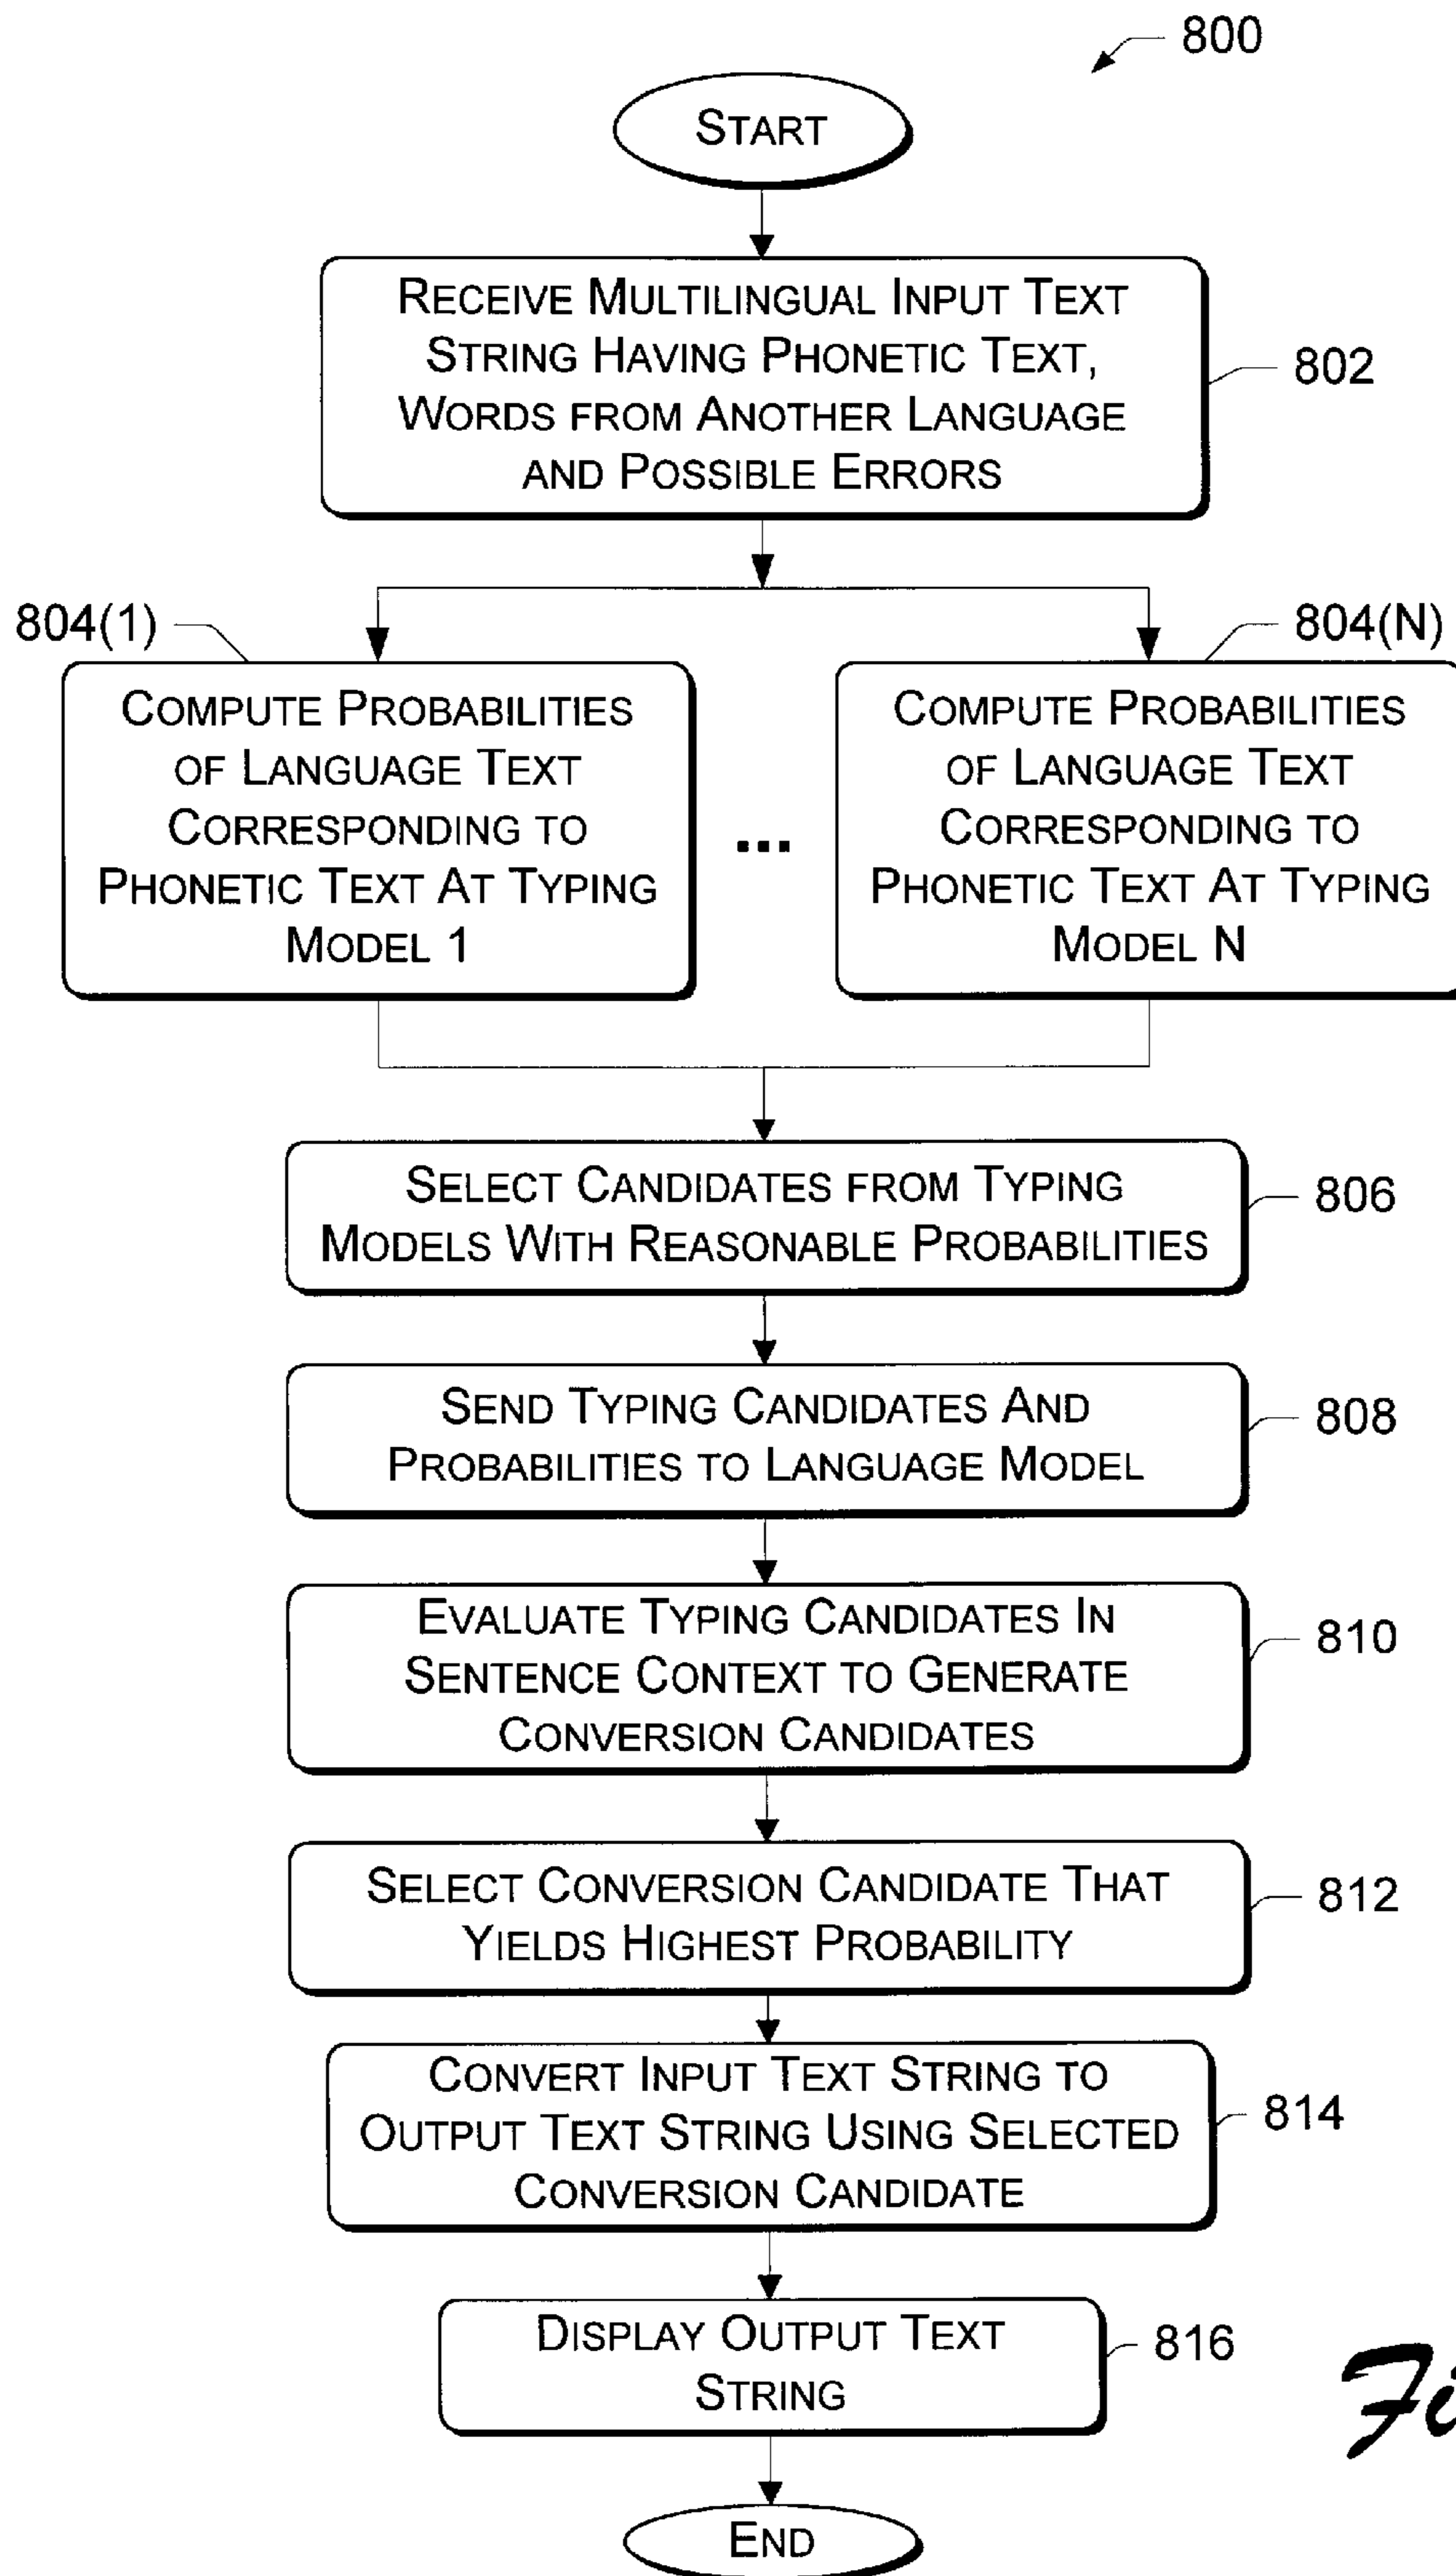 800
START
RECEIVE MULTILINGUAL INPUT TEXT
STRING HAVING PHONETIC TEXT,
WORDS FROM ANOTHER LANGUAGE
AND POSSIBLE ERRORS
802
804(1)
COMPUTE PROBABILITIES
OF LANGUAGE TEXT
CORRESPONDING TO
PHONETIC TEXT AT TYPING
MODEL 1
...
804(N)
COMPUTE PROBABILITIES
OF LANGUAGE TEXT
CORRESPONDING TO
PHONETIC TEXT AT TYPING
MODEL N
SELECT CANDIDATES FROM TYPING
MODELS WITH REASONABLE PROBABILITIES
806
SEND TYPING CANDIDATES AND
PROBABILITIES TO LANGUAGE MODEL
808
EVALUATE TYPING CANDIDATES IN
SENTENCE CONTEXT TO GENERATE
CONVERSION CANDIDATES
810
SELECT CONVERSION CANDIDATE THAT
YIELDS HIGHEST PROBABILITY
812
CONVERT INPUT TEXT STRING TO
OUTPUT TEXT STRING USING SELECTED
CONVERSION CANDIDATE
814
DISPLAY OUTPUT TEXT
STRING
816
END